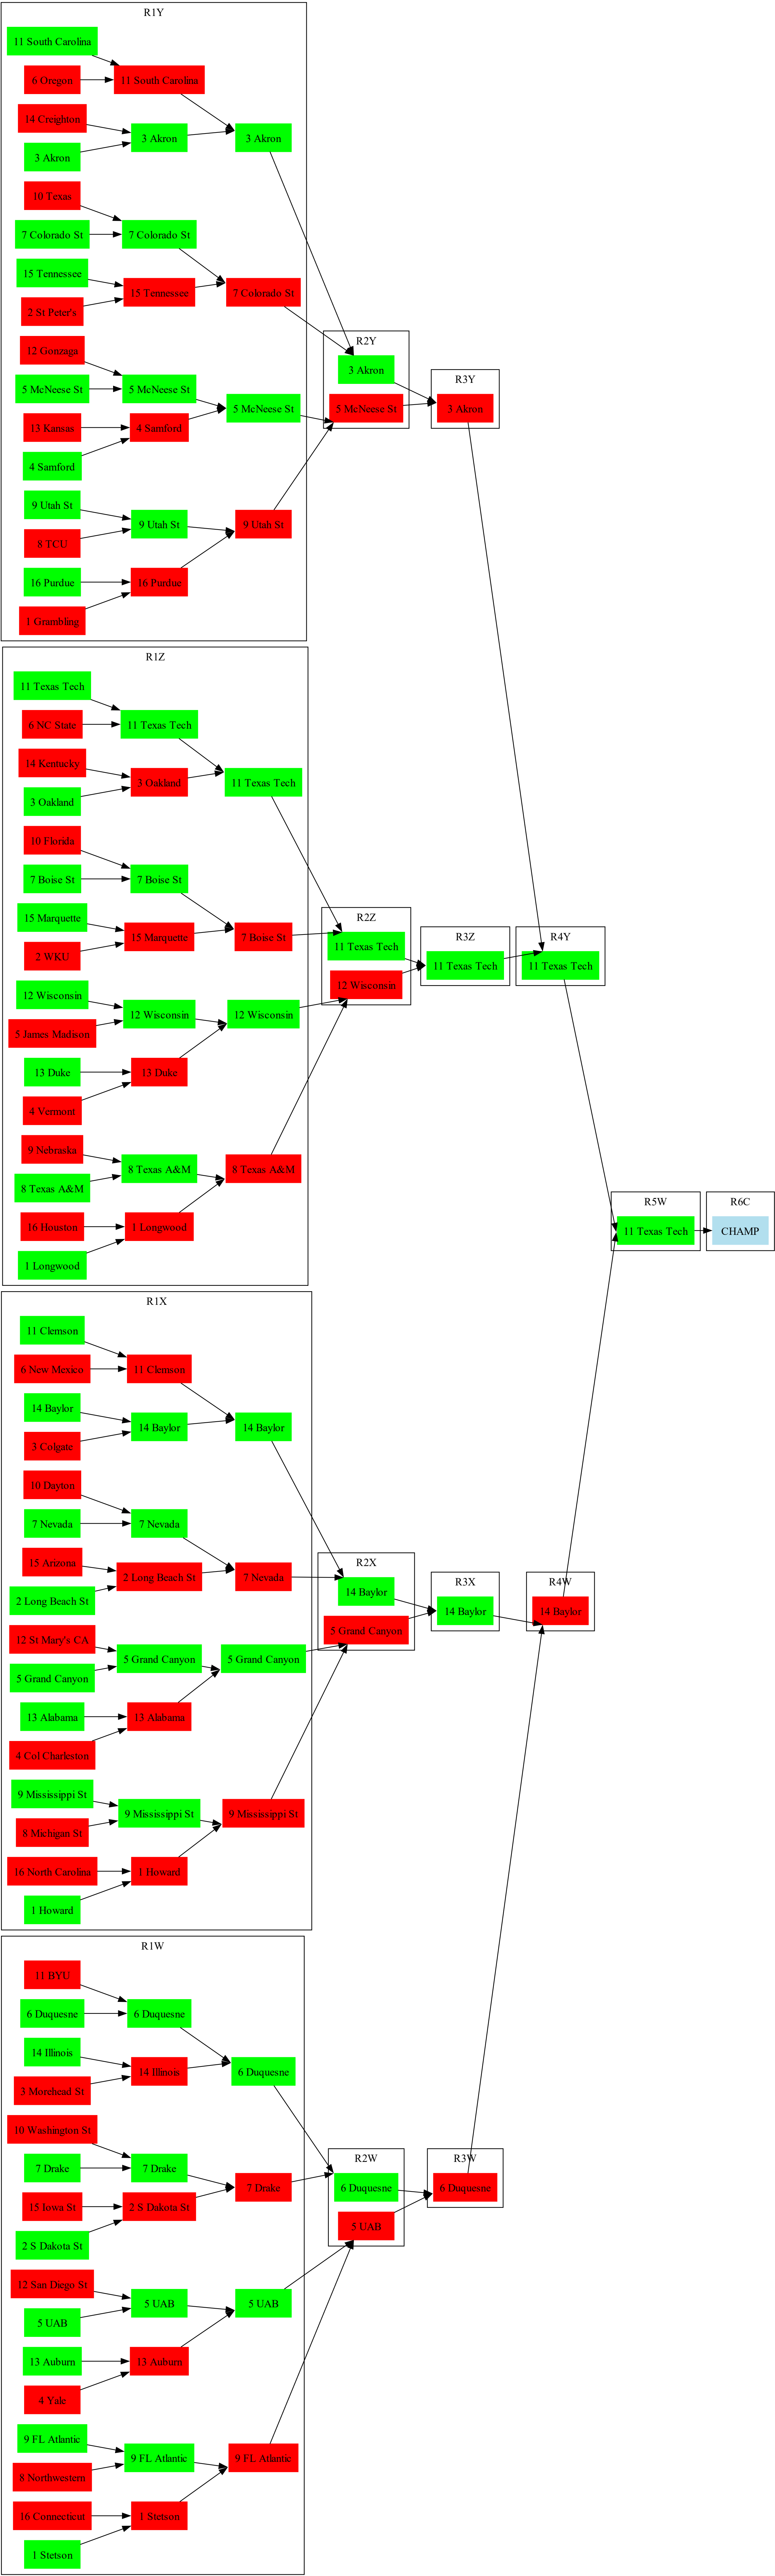 R1Y
11 South Carolina
6 Oregon
11 South Carolina
14 Creighton
3 Akron
3 Akron
3 Akron
10 Texas
7 Colorado St
7 Colorado St
15 Tennessee
2 St Peter's
15 Tennessee
7 Colorado St
12 Gonzaga
5 McNeese St
5 McNeese St
5 McNeese St
13 Kansas
4 Samford
4 Samford
9 Utah St
8 TCU
9 Utah St
9 Utah St
16 Purdue
1 Grambling
16 Purdue
R2Y
3 Akron
5 McNeese St
R3Y
3 Akron
R1Z
11 Texas Tech
6 NC State
11 Texas Tech
14 Kentucky
3 Oakland
3 Oakland
11 Texas Tech
10 Florida
7 Boise St
7 Boise St
15 Marquette
2 WKU
15 Marquette
7 Boise St
12 Wisconsin
5 James Madison
12 Wisconsin
12 Wisconsin
13 Duke
4 Vermont
13 Duke
9 Nebraska
8 Texas A&M
8 Texas A&M
8 Texas A&M
16 Houston
1 Longwood
1 Longwood
R2Z
11 Texas Tech
12 Wisconsin
R3Z
11 Texas Tech
R4Y
11 Texas Tech
R5W
11 Texas Tech
R6C
CHAMP
R1X
11 Clemson
6 New Mexico
11 Clemson
14 Baylor
3 Colgate
14 Baylor
14 Baylor
10 Dayton
7 Nevada
7 Nevada
15 Arizona
2 Long Beach St
2 Long Beach St
7 Nevada
12 St Mary's CA
5 Grand Canyon
5 Grand Canyon
5 Grand Canyon
13 Alabama
4 Col Charleston
13 Alabama
9 Mississippi St
8 Michigan St
9 Mississippi St
9 Mississippi St
16 North Carolina
1 Howard
1 Howard
R2X
14 Baylor
5 Grand Canyon
R3X
14 Baylor
R4W
14 Baylor
R1W
11 BYU
6 Duquesne
6 Duquesne
14 Illinois
3 Morehead St
14 Illinois
6 Duquesne
10 Washington St
7 Drake
7 Drake
15 Iowa St
2 S Dakota St
2 S Dakota St
7 Drake
12 San Diego St
5 UAB
5 UAB
5 UAB
13 Auburn
4 Yale
13 Auburn
9 FL Atlantic
8 Northwestern
9 FL Atlantic
9 FL Atlantic
16 Connecticut
1 Stetson
1 Stetson
R2W
6 Duquesne
5 UAB
R3W
6 Duquesne